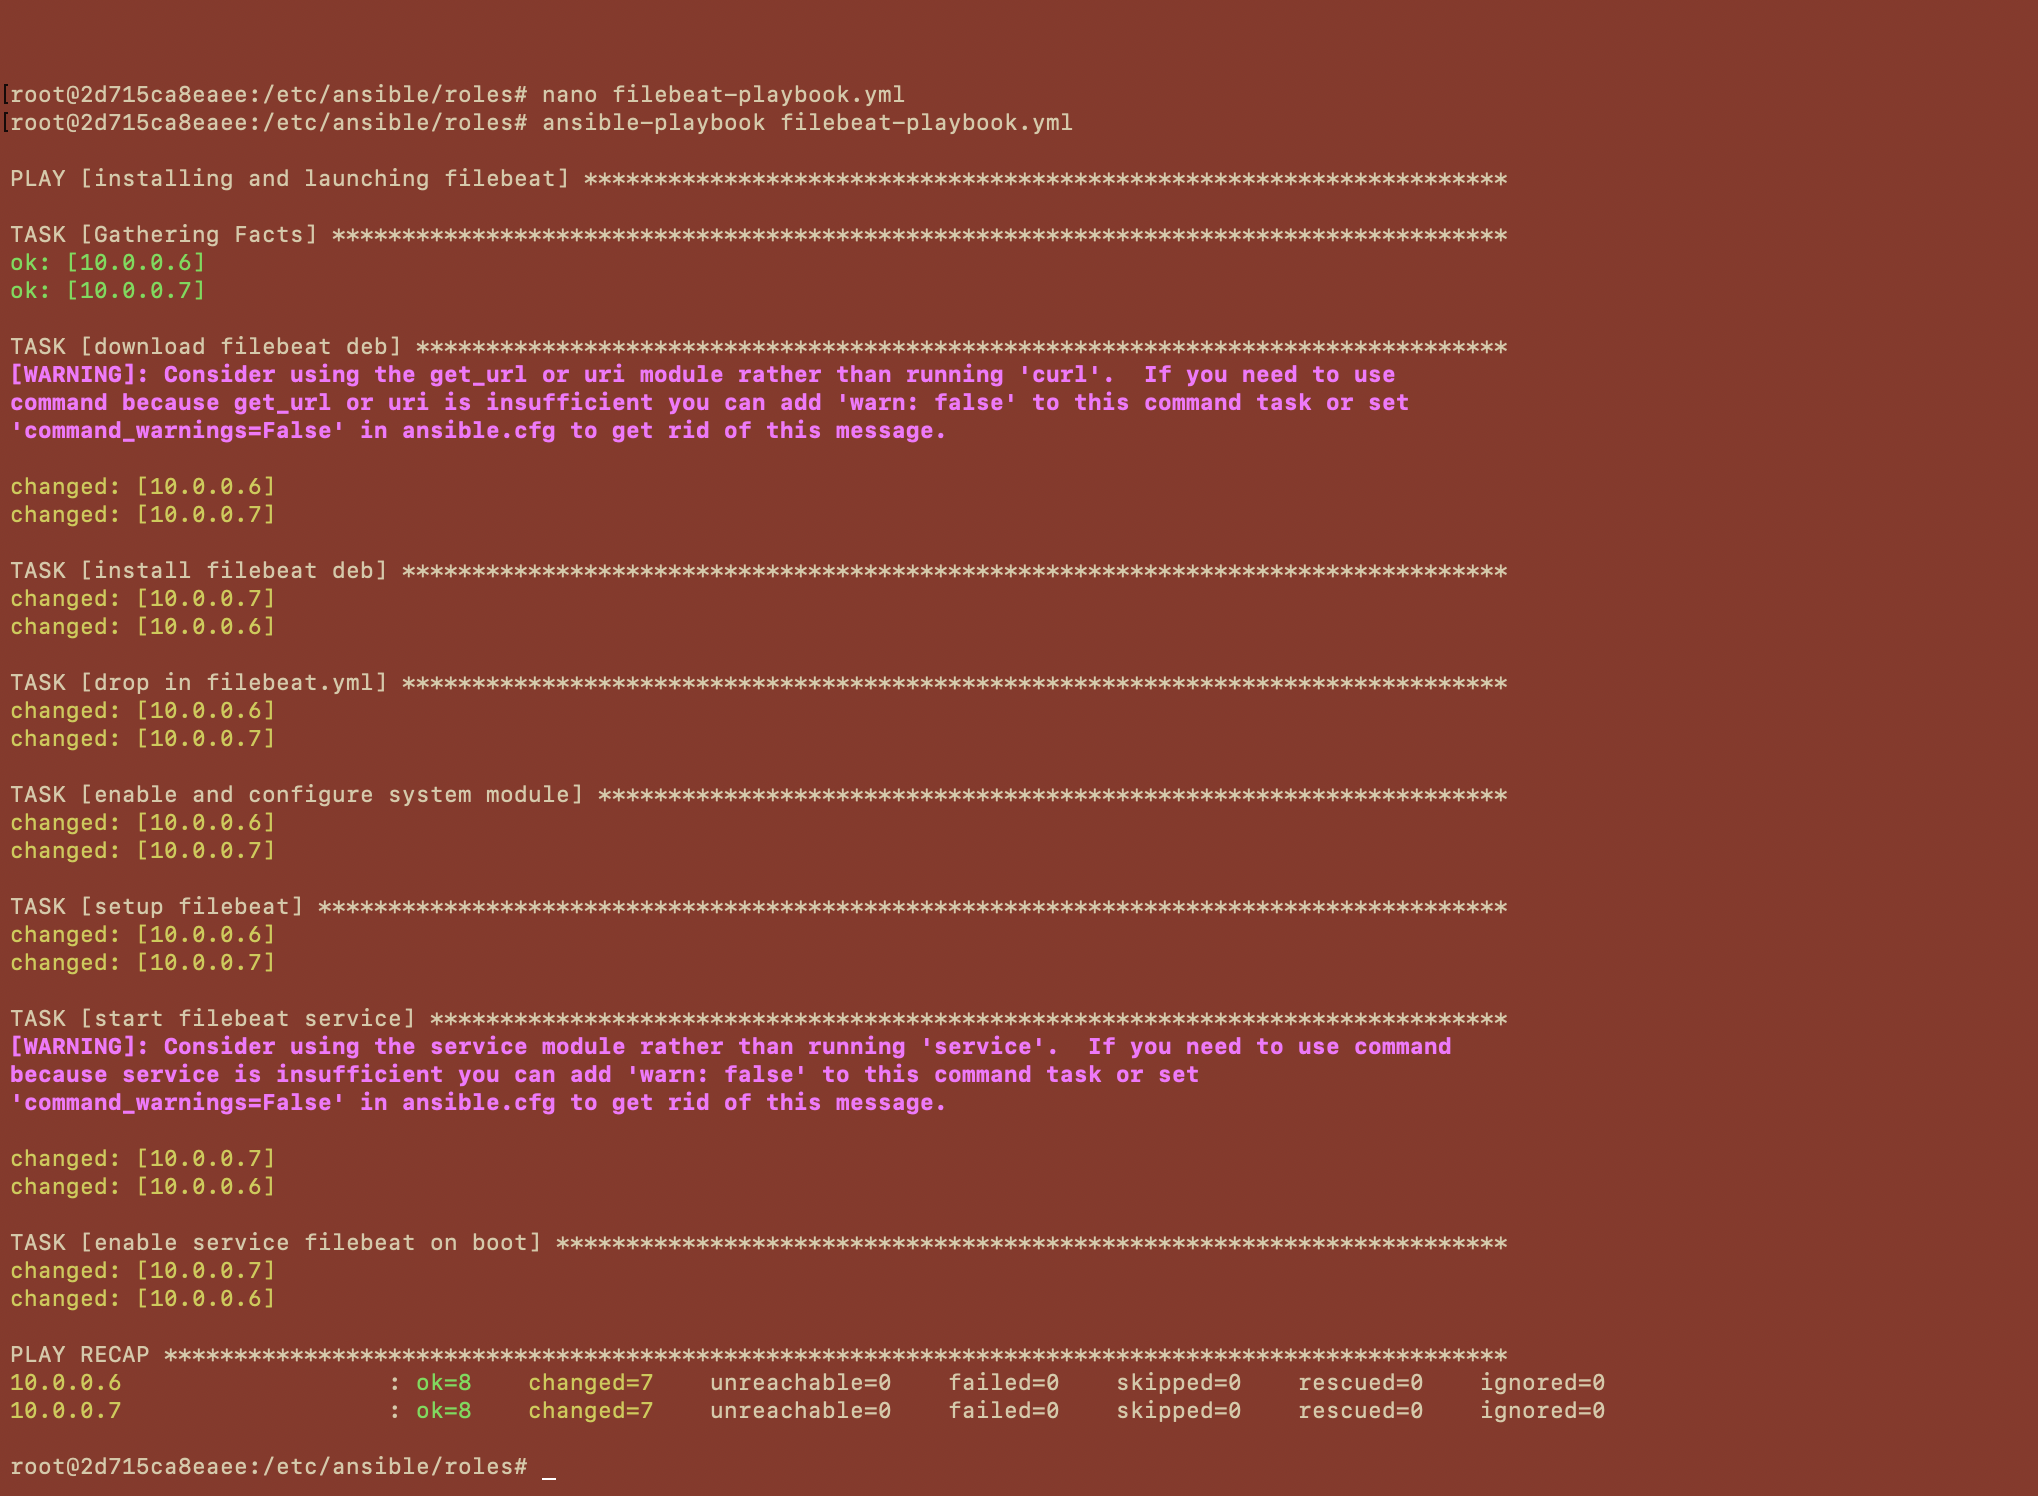 [root@2d715ca8eaee:/etc/ansible/roles# nano filebeat-playbook.yml
[root@2d715ca8eaee:/etc/ansible/roles# ansible-playbook filebeat-playbook.yml
PLAY [installing and launching filebeat] ******************************************************************
TASK [Gathering Facts] ************************************************************************************
ok: [10.0.0.6]
ok: [10.0.0.7]
TASK [download filebeat deb] ******************************************************************************
[WARNING]: Consider using the get_url or uri module rather than running 'curl'.  If you need to use
command because get_url or uri is insufficient you can add 'warn: false' to this command task or set
'command_warnings=False' in ansible.cfg to get rid of this message.
changed: [10.0.0.6]
changed: [10.0.0.7]
TASK [install filebeat deb] *******************************************************************************
changed: [10.0.0.7]
changed: [10.0.0.6]
TASK [drop in filebeat.yml] *******************************************************************************
changed: [10.0.0.6]
changed: [10.0.0.7]
TASK [enable and configure system module] *****************************************************************
changed: [10.0.0.6]
changed: [10.0.0.7]
TASK [setup filebeat] *************************************************************************************
changed: [10.0.0.6]
changed: [10.0.0.7]
TASK [start filebeat service] *****************************************************************************
[WARNING]: Consider using the service module rather than running 'service'.  If you need to use command
because service is insufficient you can add 'warn: false' to this command task or set
'command_warnings=False' in ansible.cfg to get rid of this message.
changed: [10.0.0.7]
changed: [10.0.0.6]
TASK [enable service filebeat on boot] ********************************************************************
changed: [10.0.0.7]
changed: [10.0.0.6]
PLAY RECAP ************************************************************************************************
10.0.0.6                   : ok=8    changed=7    unreachable=0    failed=0    skipped=0    rescued=0    ignored=0
10.0.0.7                   : ok=8    changed=7    unreachable=0    failed=0    skipped=0    rescued=0    ignored=0
root@2d715ca8eaee:/etc/ansible/roles# _